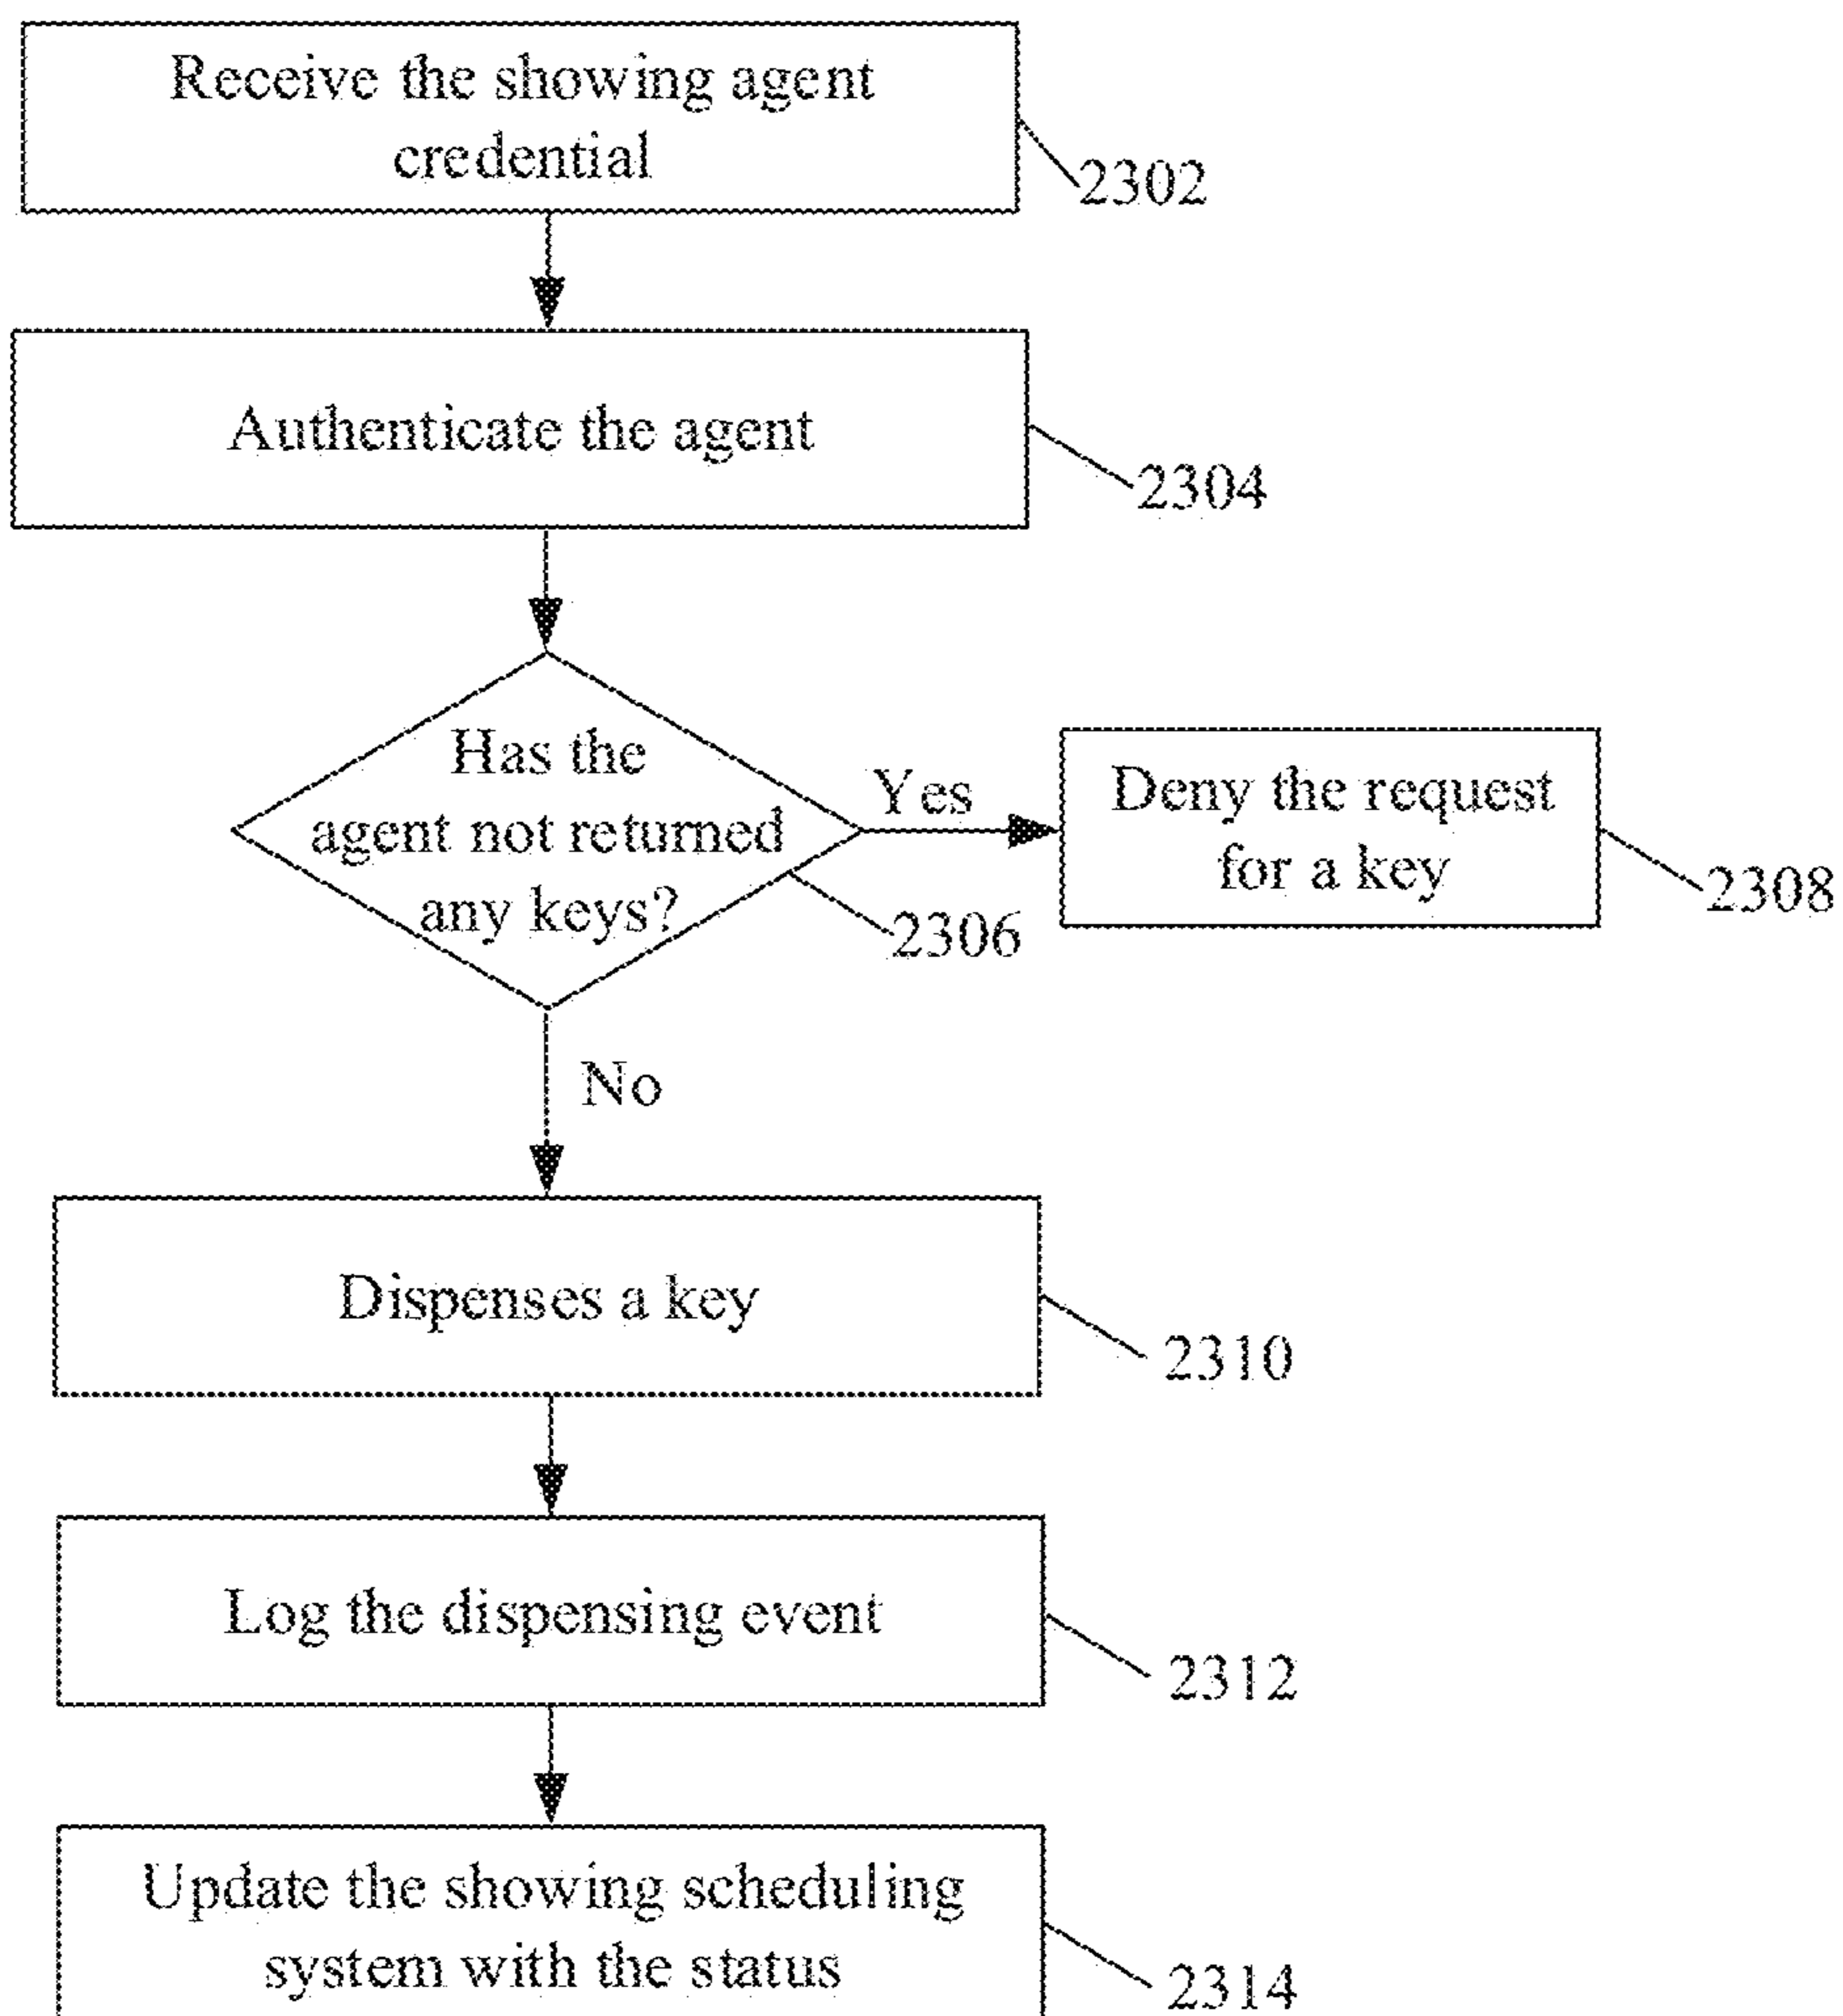 Receive the showing agent
credential
2302
Authenticate the agent
2304
Has the
agent not returned
any keys?
2306
Yes
Deny the request
for a key
2308
No
Dispenses a key
2310
Log the dispensing event
2312
Update the showing scheduling
system with the status
2314